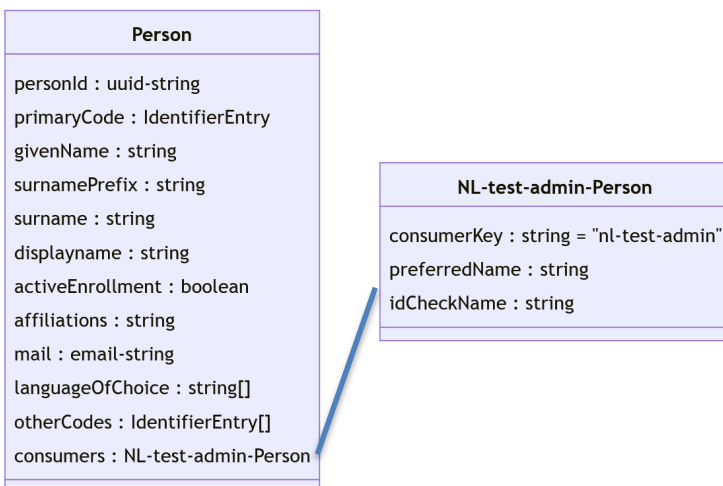 Person
personId : uuid-string
primaryCode : IdentifierEntry
givenName : string
surnamePrefix : string
surname : string
displayname : string
activeEnrollment : boolean
affiliations : string
mail : email-string
languageOfChoice : string[]
otherCodes : IdentifierEntry[]
consumers : NL-test-admin-Person
NL-test-admin-Person
consumerKey : string = "nl-test-admin"
preferredName : string
idCheckName : string